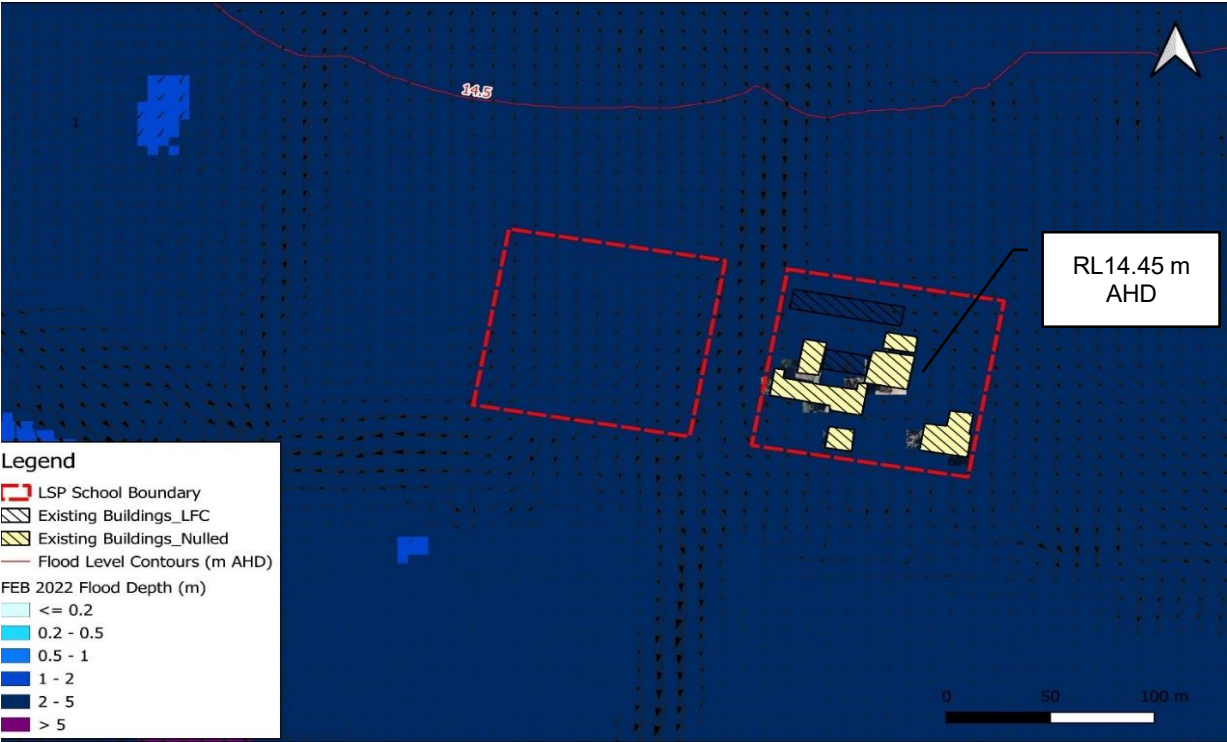 14.5
1
RL14.45 m
AHD
Legend
LSP School Boundary
Existing Buildings_LFC
Existing Buildings_Nulled
Flood Level Contours (m AHD)
FEB 2022 Flood Depth (m)
<= 0.2
0.2 - 0.5
0.5 - 1
1 - 2
2 - 5
> 5
0 50 100 m